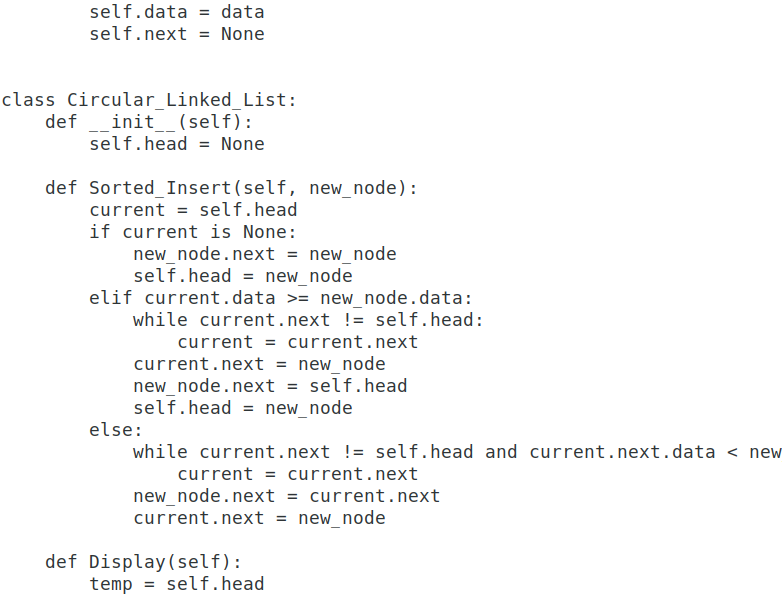 self.data = data
        self.next = None


class Circular_Linked_List:
    def __init__(self):
        self.head = None

    def Sorted_Insert(self, new_node):
        current = self.head
        if current is None:
            new_node.next = new_node
            self.head = new_node
        elif current.data >= new_node.data:
            while current.next != self.head:
                current = current.next
            current.next = new_node
            new_node.next = self.head
            self.head = new_node
        else:
            while current.next != self.head and current.next.data < new
                current = current.next
            new_node.next = current.next
            current.next = new_node

    def Display(self):
        temp = self.head